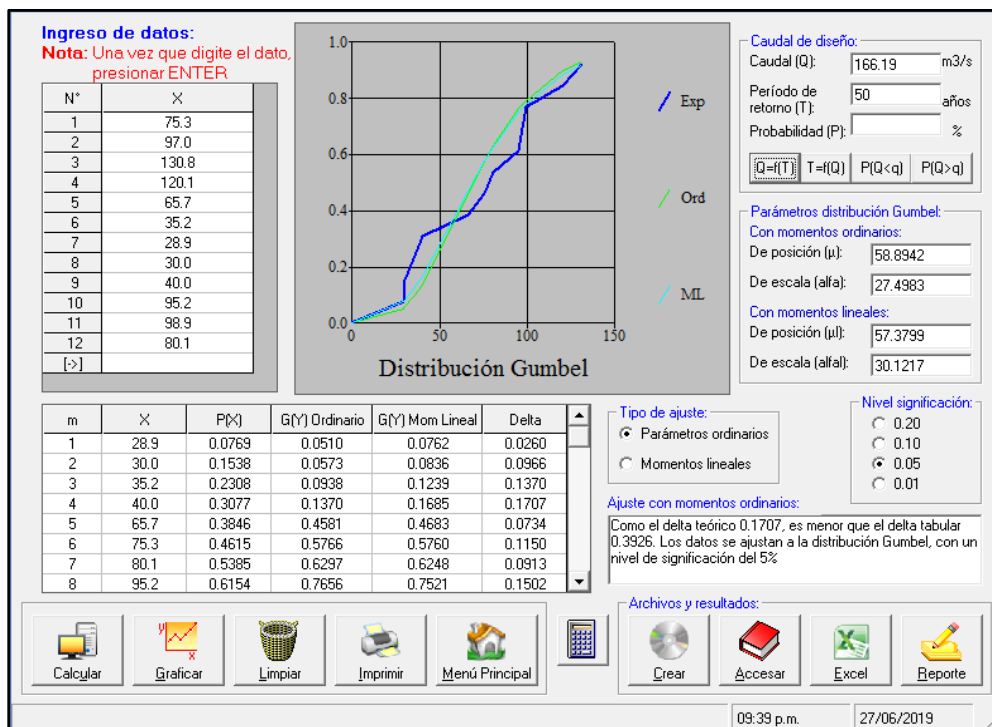 Ingreso de datos:
Nota: Una vez que digite el dato,
presionar ENTER
N° X
1 75.3
2 97.0
3 130.8
4 120.1
5 65.7
6 35.2
7 28.9
8 30.0
9 40.0
10 95.2
11 98.9
12 80.1
[->]
1.0
0.8
0.6
0.4
0.2
0.0
0 50 100 150
Exp
Ord
ML
Distribución Gumbel
Caudal de diseño:
Caudal (Q): 166.19 m3/s
Período de
retorno (T): 50 años
Probabilidad (P): %
Q=f(T) T=f(Q) P(Q<q) P(Q>q)
Parámetros distribución Gumbel:
Con momentos ordinarios:
De posición (µ): 58.8942
De escala (alfa): 27.4983
Con momentos lineales:
De posición (µl): 57.3799
De escala (alfal): 30.1217
m X P(X) G(Y) Ordinario G(Y) Mom Lineal Delta
1 28.9 0.0769 0.0510 0.0762 0.0260
2 30.0 0.1538 0.0573 0.0836 0.0966
3 35.2 0.2308 0.0938 0.1239 0.1370
4 40.0 0.3077 0.1370 0.1685 0.1707
5 65.7 0.3846 0.4581 0.4683 0.0734
6 75.3 0.4615 0.5766 0.5760 0.1150
7 80.1 0.5385 0.6297 0.6248 0.0913
8 95.2 0.6154 0.7656 0.7521 0.1502
Tipo de ajuste:
Parámetros ordinarios
Momentos lineales
Nivel significación:
0.20
0.10
0.05
0.01
Ajuste con momentos ordinarios:
Como el delta teórico 0.1707, es menor que el delta tabular
0.3926. Los datos se ajustan a la distribución Gumbel, con un
nivel de significación del 5%
Calcular
y
x
Graficar
Limpiar
Imprimir
Menú Principal
Archivos y resultados:
Crear
Accesar
Excel
Reporte
09:39 p.m. 27/06/2019